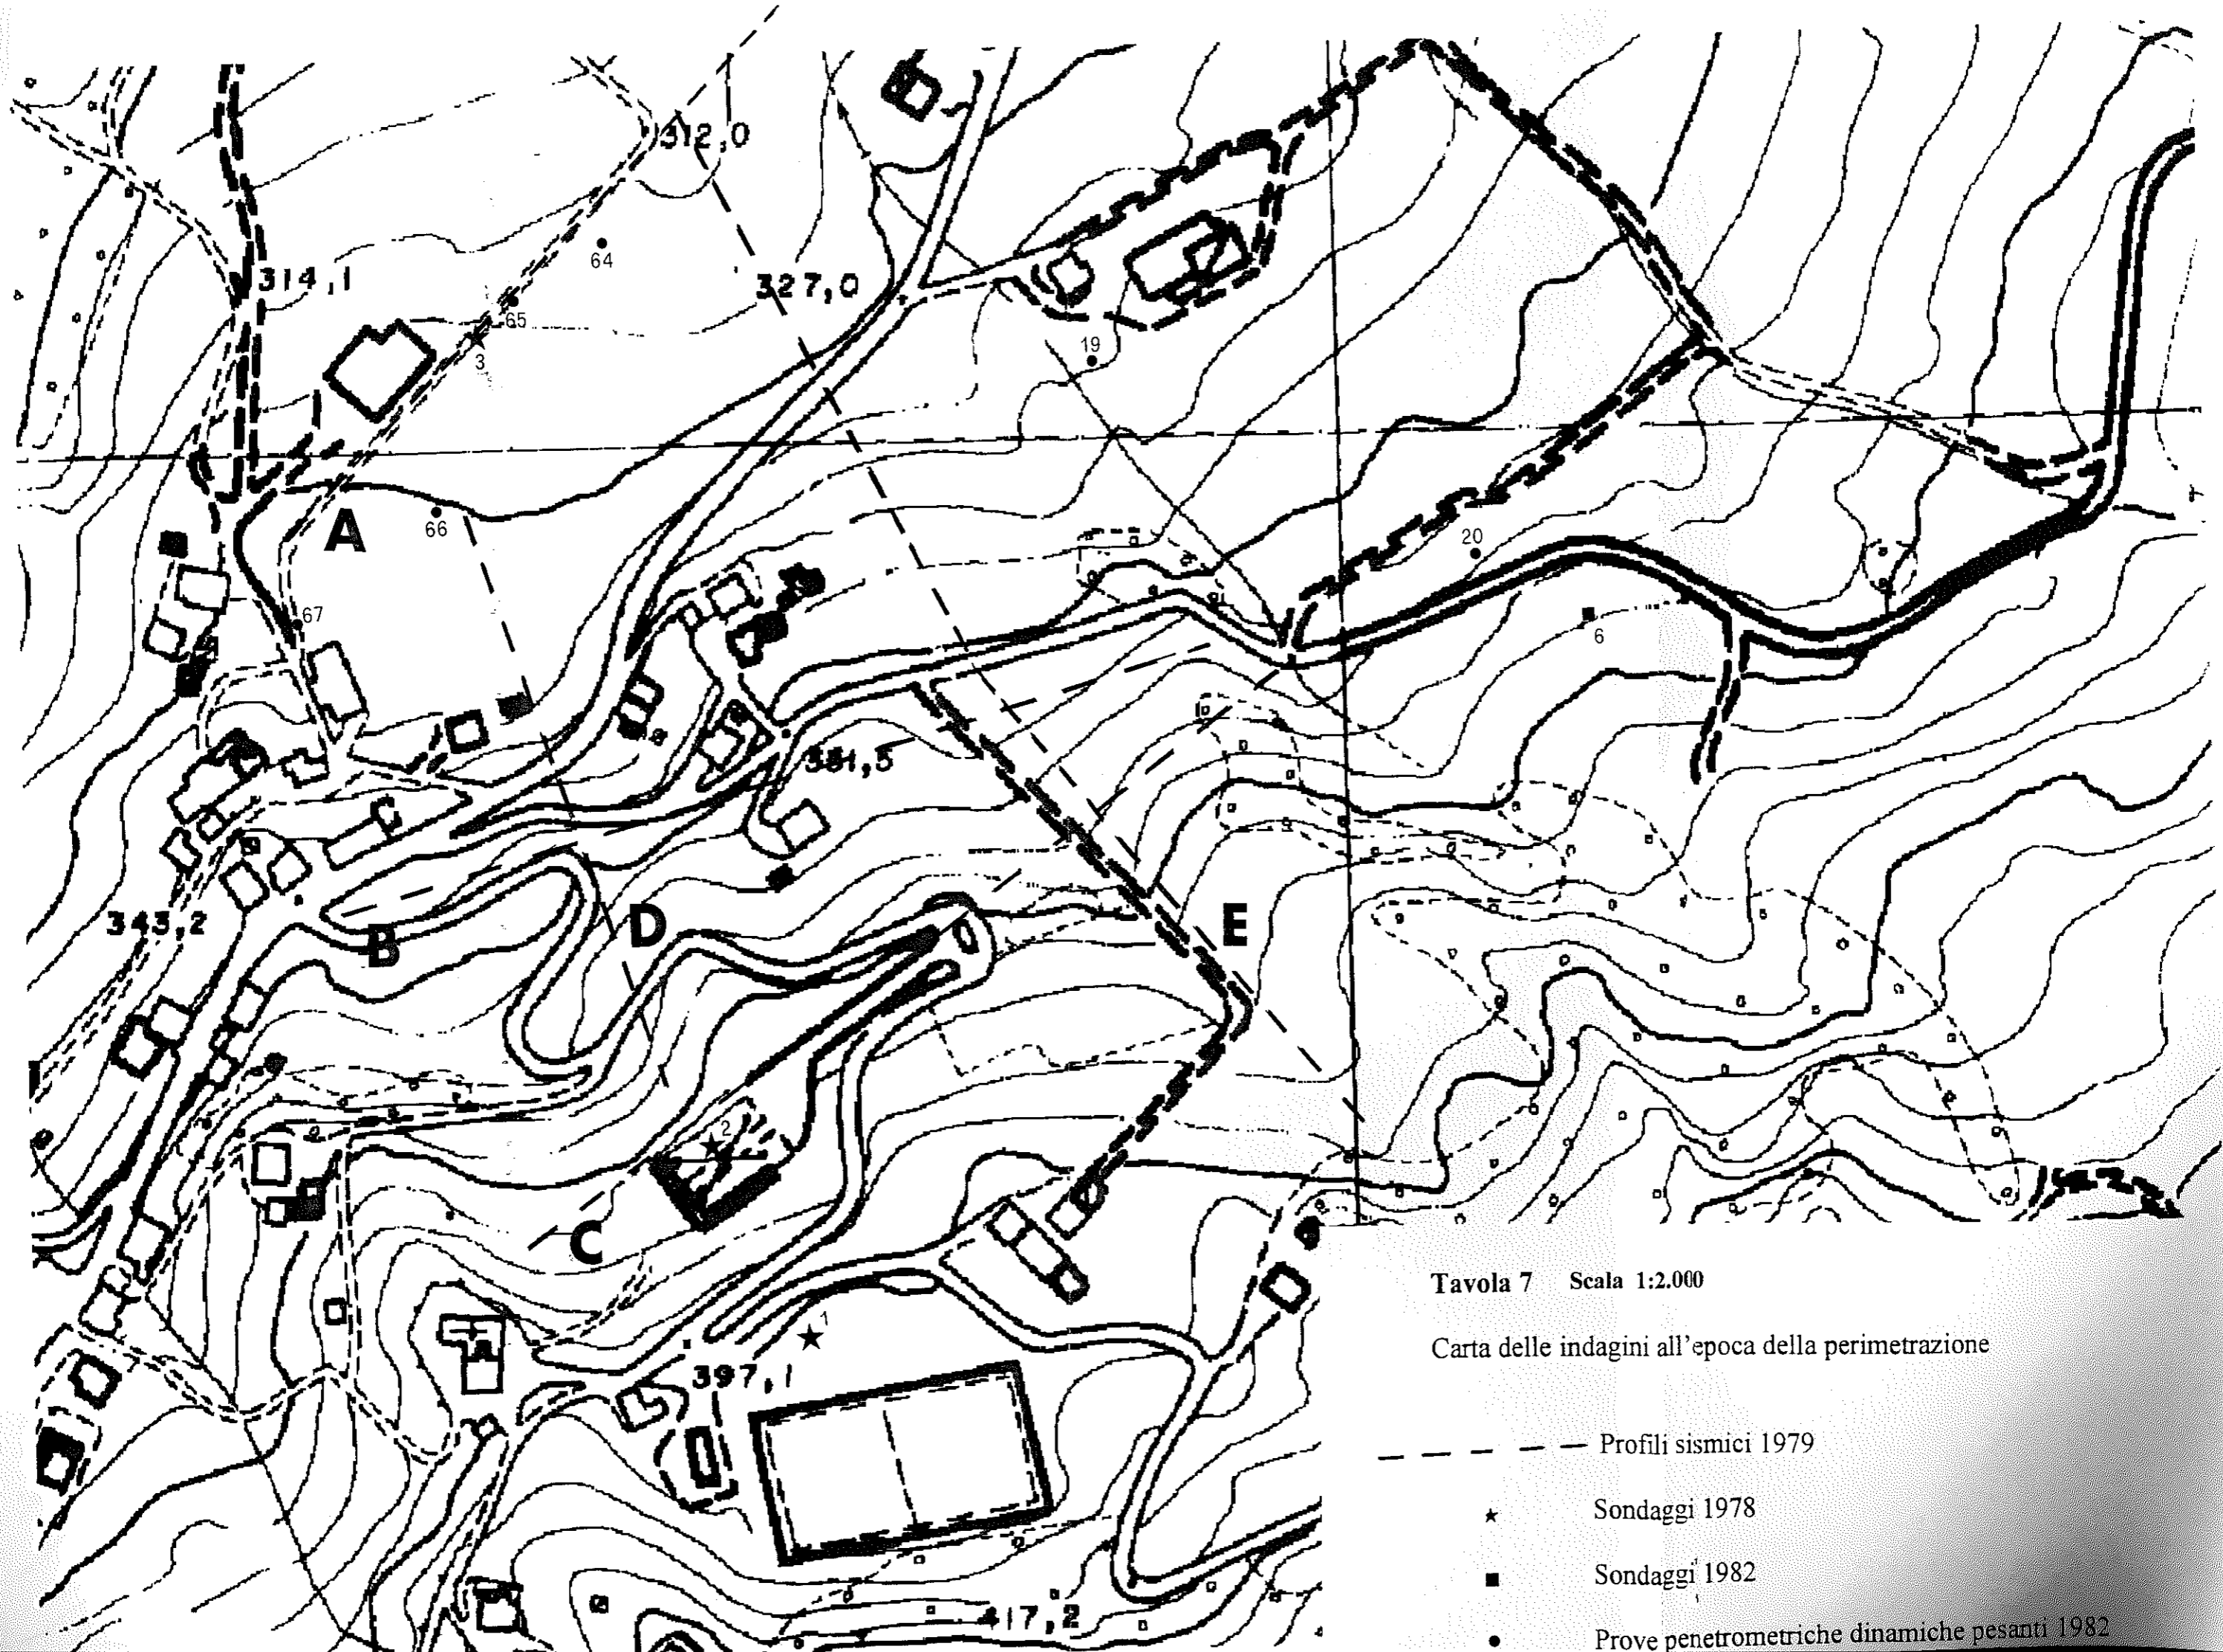 312,0
64
314,1
327,0
65
3
19
A
66
20
67
6
331,5
343,2
B
D
E
2
C
1
397,1
417,2
Tavola 7 Scala 1:2.000
Carta delle indagini all'epoca della perimetrazione
Profili sismici 1979
Sondaggi 1978
Sondaggi 1982
Prove penetrometriche dinamiche pesanti 1982